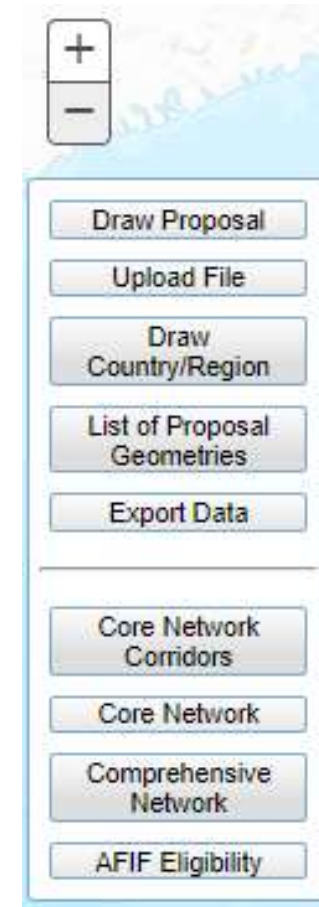 +
−
Draw Proposal
Upload File
Draw
Country/Region
List of Proposal
Geometries
Export Data
Core Network
Corridors
Core Network
Comprehensive
Network
AFIF Eligibility